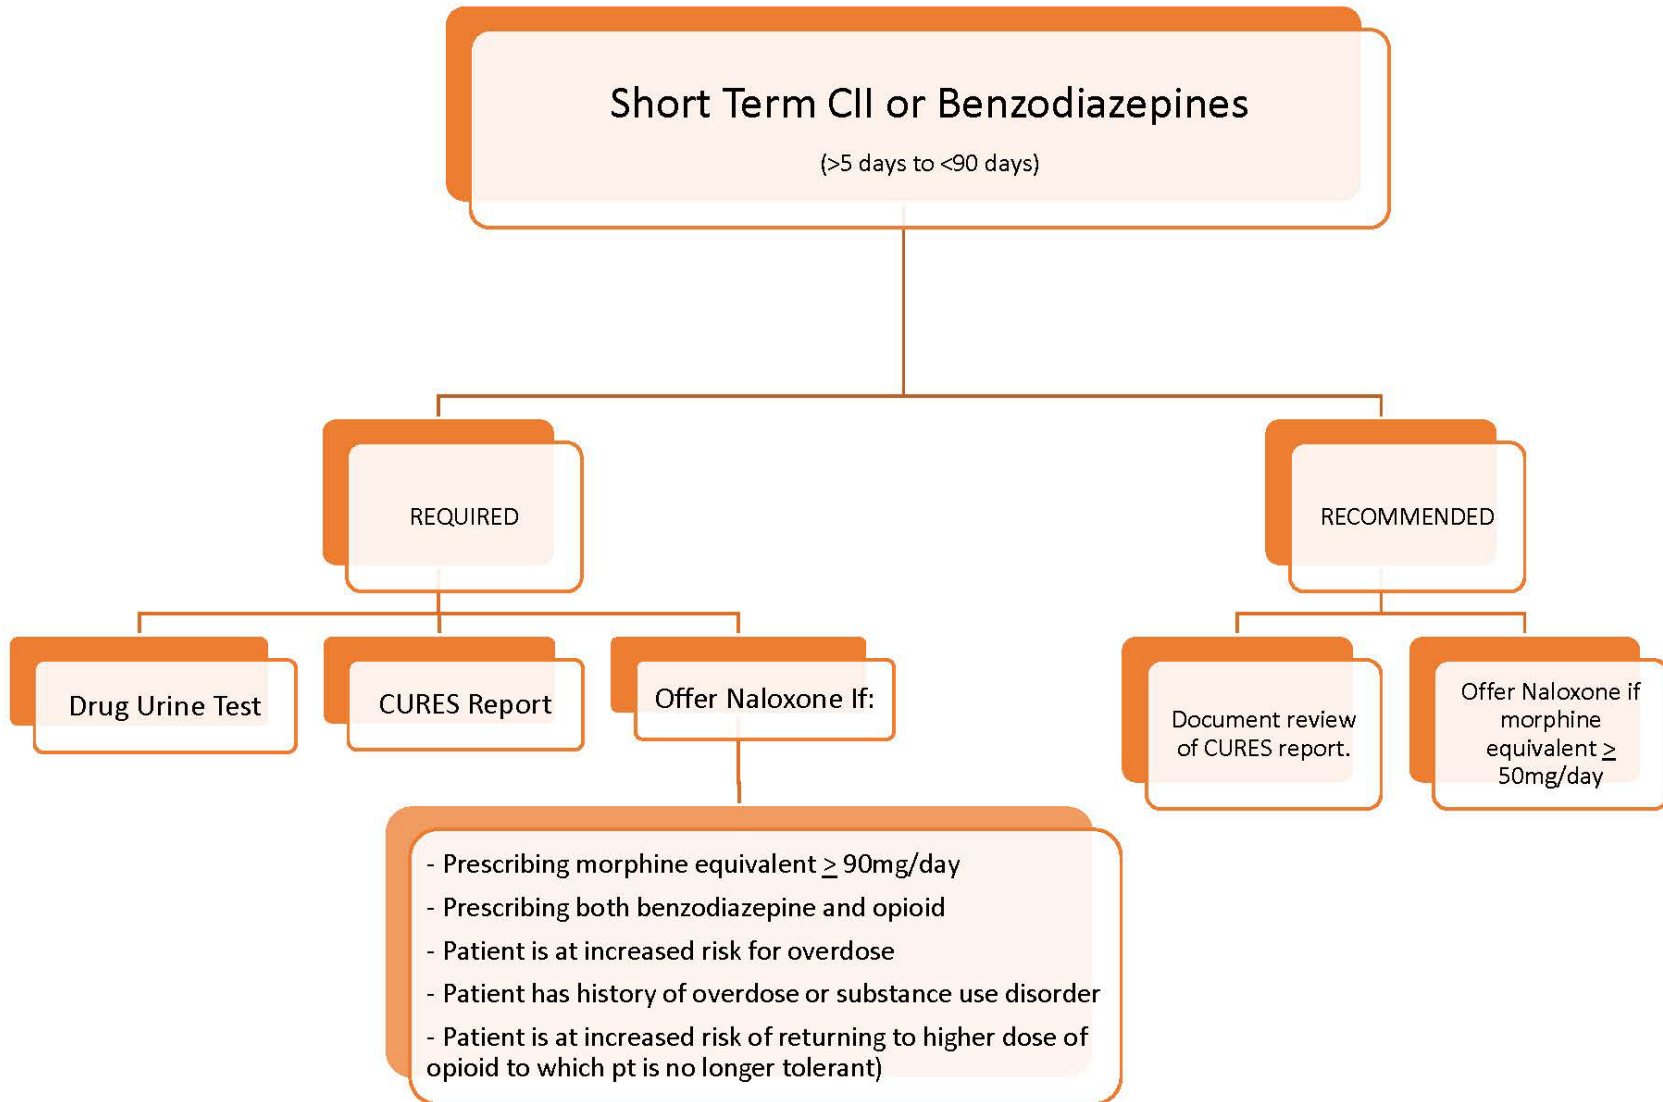 Short Term CII or Benzodiazepines
(>5 days to <90 days)
REQUIRED
RECOMMENDED
Drug Urine Test
CURES Report
Offer Naloxone If:
Document review
of CURES report.
Offer Naloxone if
morphine
equivalent ≥
50mg/day
- Prescribing morphine equivalent ≥ 90mg/day
- Prescribing both benzodiazepine and opioid
- Patient is at increased risk for overdose
- Patient has history of overdose or substance use disorder
- Patient is at increased risk of returning to higher dose of
opioid to which pt is no longer tolerant)